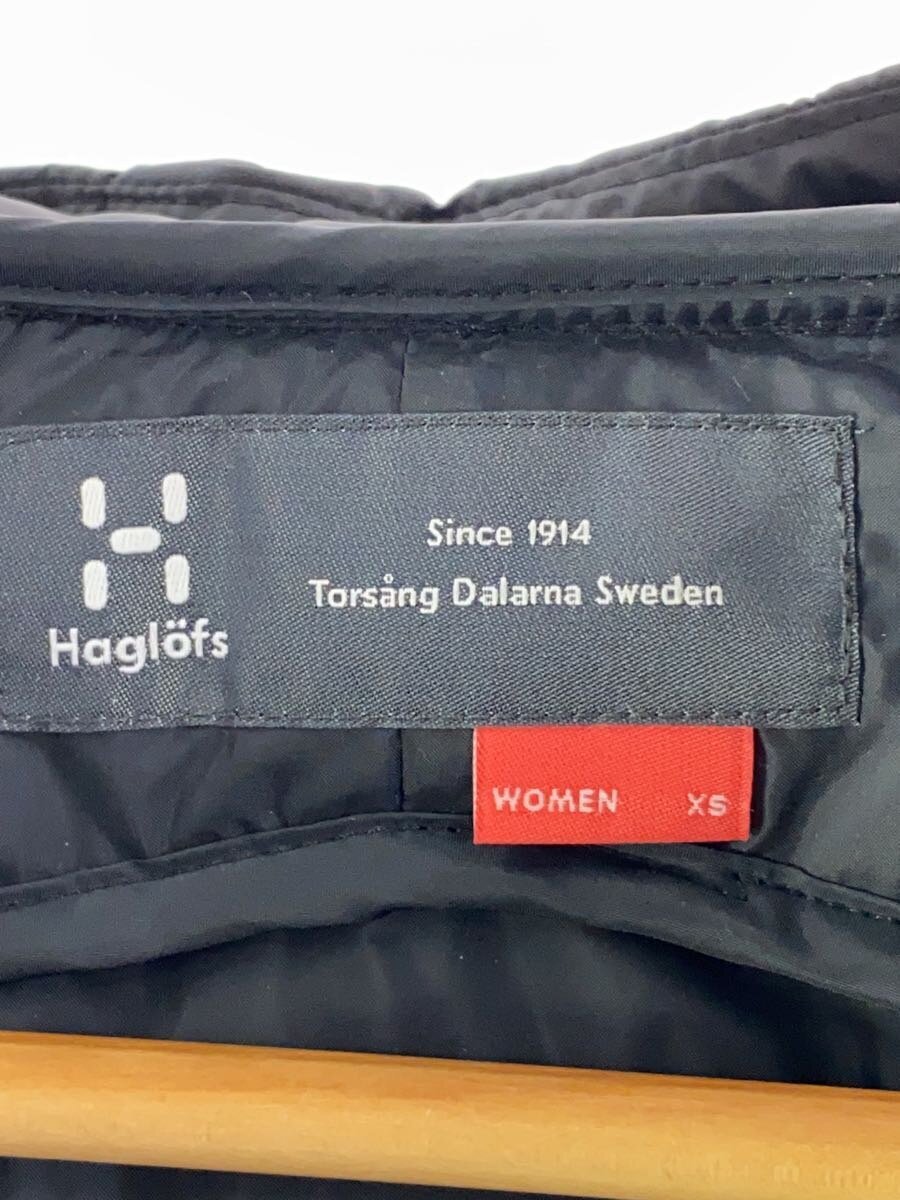 Haglöfs
Since 1914
Torsång Dalarna Sweden
WOMEN XS